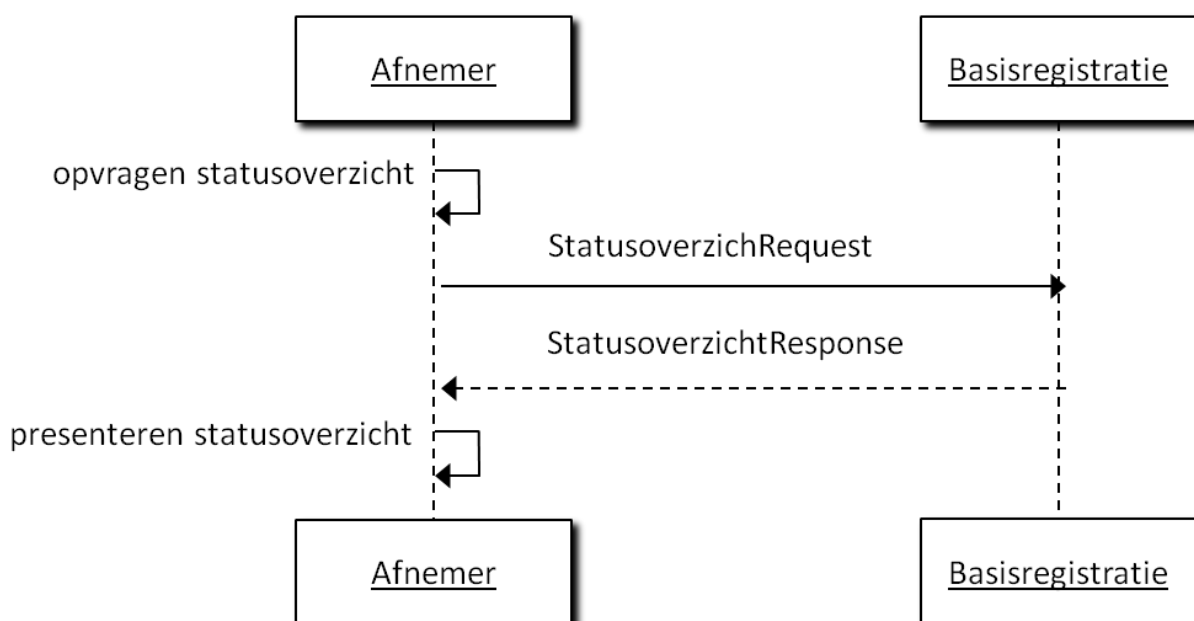 Afnemer
Basisregistratie
opvragen statusoverzicht
StatusoverzichRequest
StatusoverzichtResponse
presenteren statusoverzicht
Afnemer
Basisregistratie